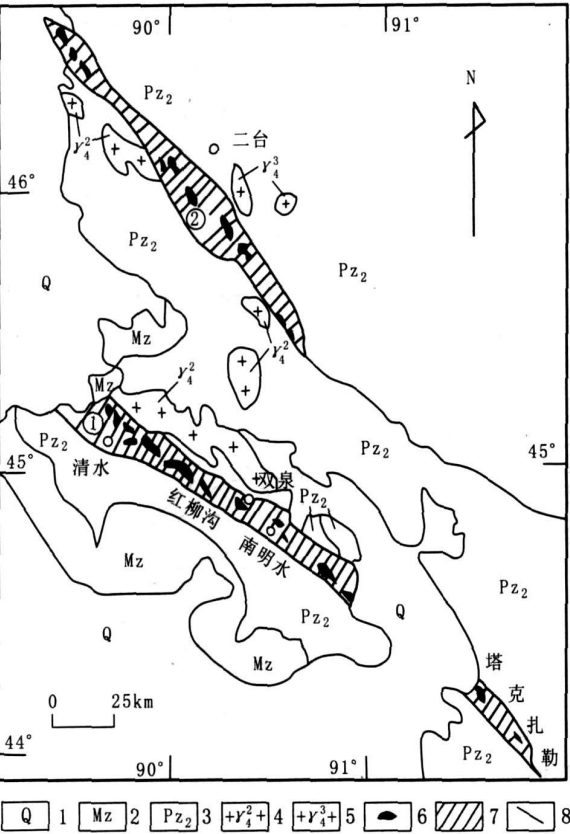 90° 91°
N
Pz₂
二台
γ₄² γ₄³
46°
②
Pz₂
Pz₂
Q
Mz
γ₄²
Mz
γ₄²
①
Pz₂
Pz₂
45° 45°
清水
双泉
Pz₂
红柳沟
南明水
Mz
Pz₂
Pz₂
Q
Q
Mz
塔克扎勒
0 25km
Pz₂
44°
90° 91°
Q 1 Mz 2 Pz₂ 3 +γ₄²+ 4 +γ₄³+ 5 6 7 8